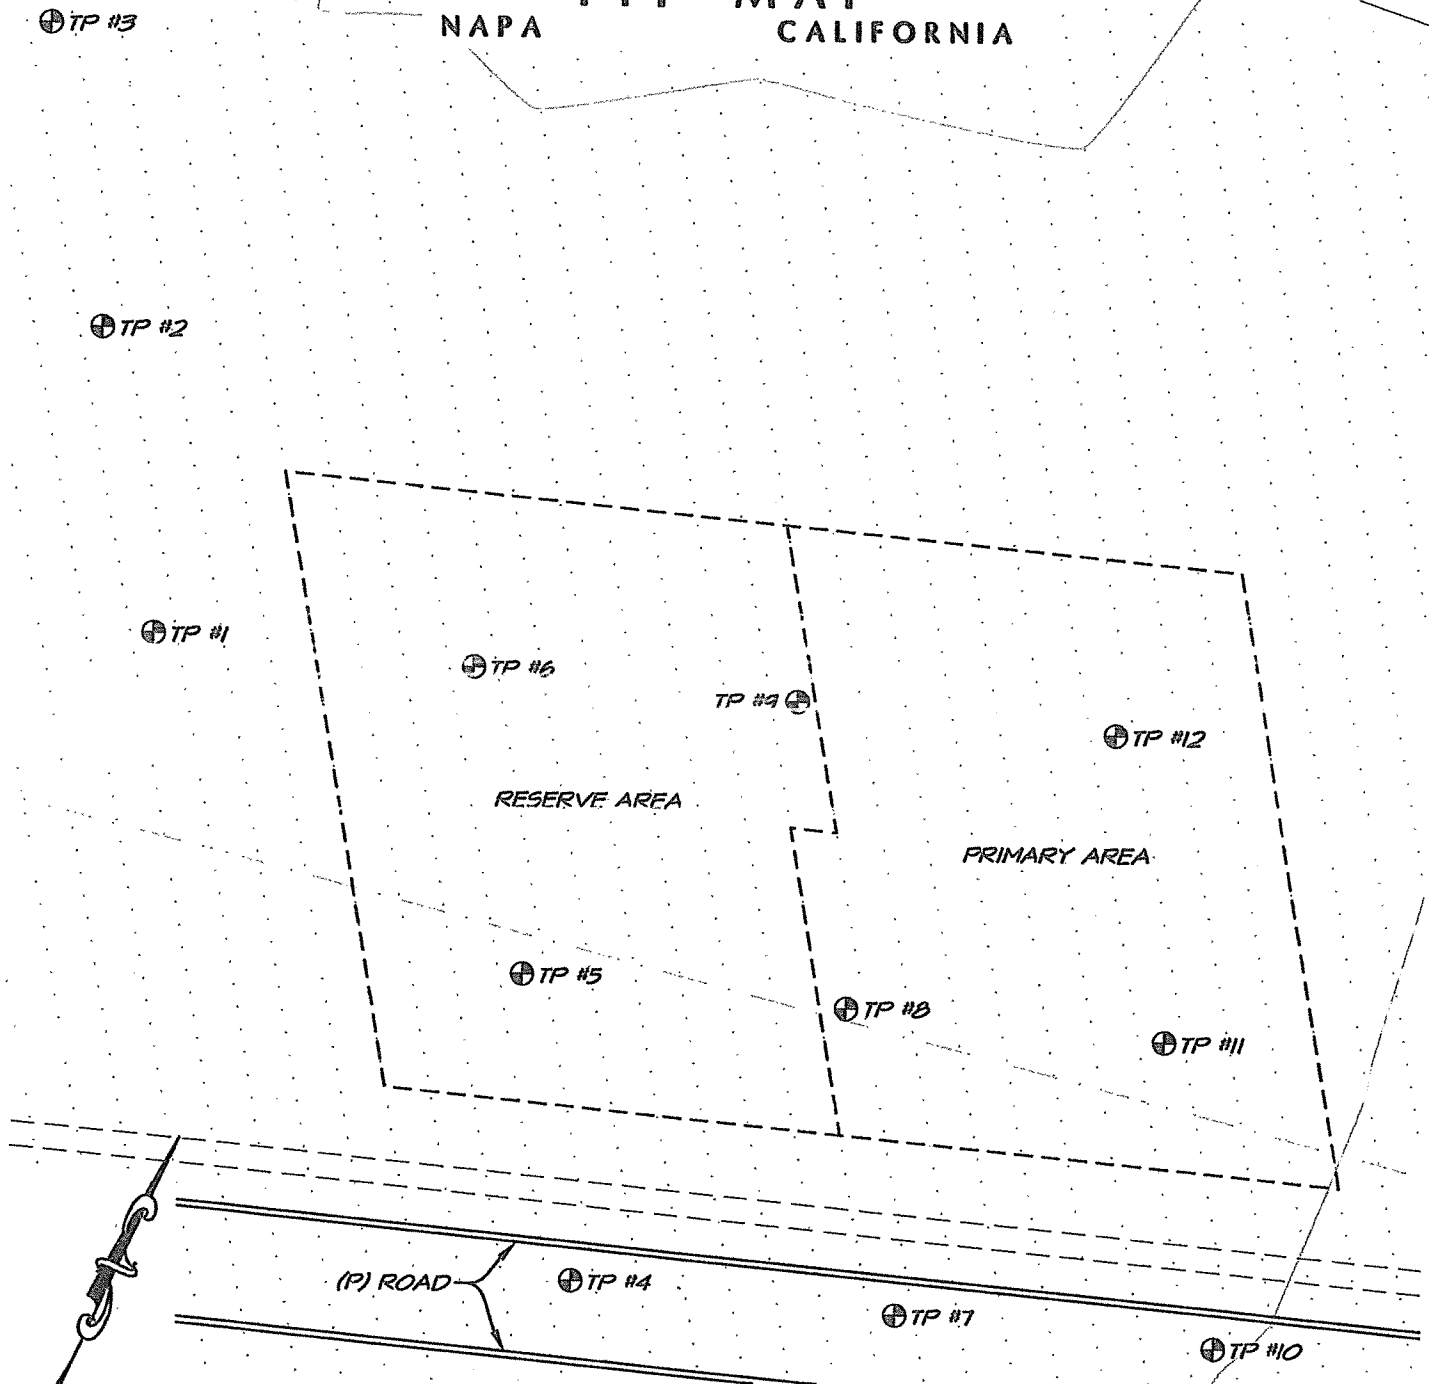 TP #3
NAPA CALIFORNIA
TP #2
TP #1
TP #6
TP #9
TP #12
RESERVE AREA
PRIMARY AREA
TP #5
TP #8
TP #11
(P) ROAD
TP #4
TP #7
TP #10